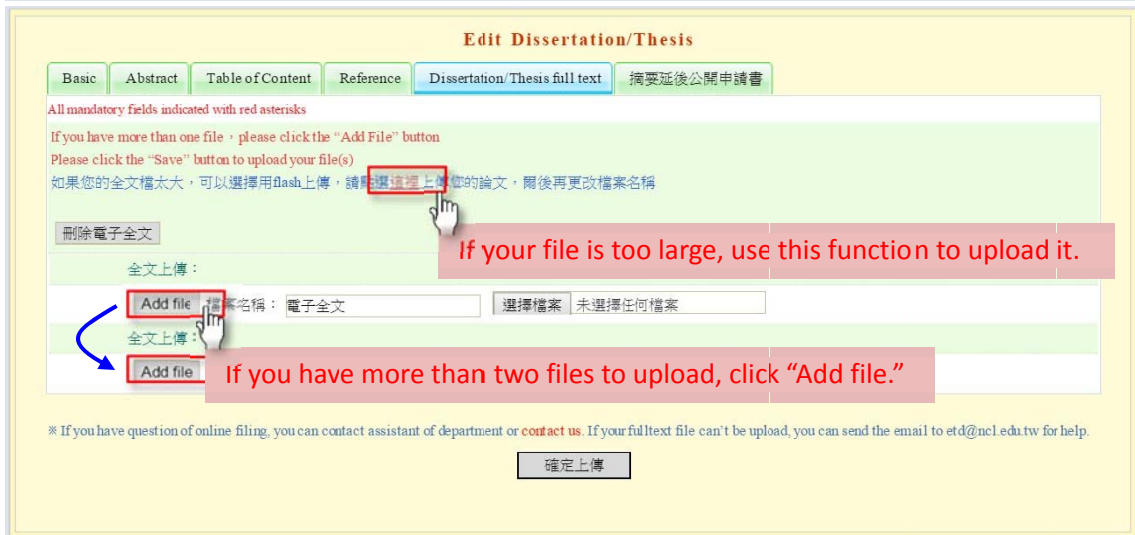 Edit Dissertation/Thesis
Basic Abstract Table of Content Reference Dissertation/Thesis full text 摘要延後公開申請書
All mandatory fields indicated with red asterisks
If you have more than one file，please click the “Add File” button
Please click the “Save” button to upload your file(s)
如果您的全文檔太大，可以選擇用flash上傳，請點選這裡上傳您的論文，爾後再更改檔案名稱
刪除電子全文
If your file is too large, use this function to upload it.
全文上傳：
Add file 檔案名稱： 電子全文 選擇檔案 未選擇任何檔案
全文上傳：
Add file
If you have more than two files to upload, click “Add file.”
※ If you have question of online filing, you can contact assistant of department or contact us. If your fulltext file can't be upload, you can send the email to etd@ncl.edu.tw for help.
確定上傳